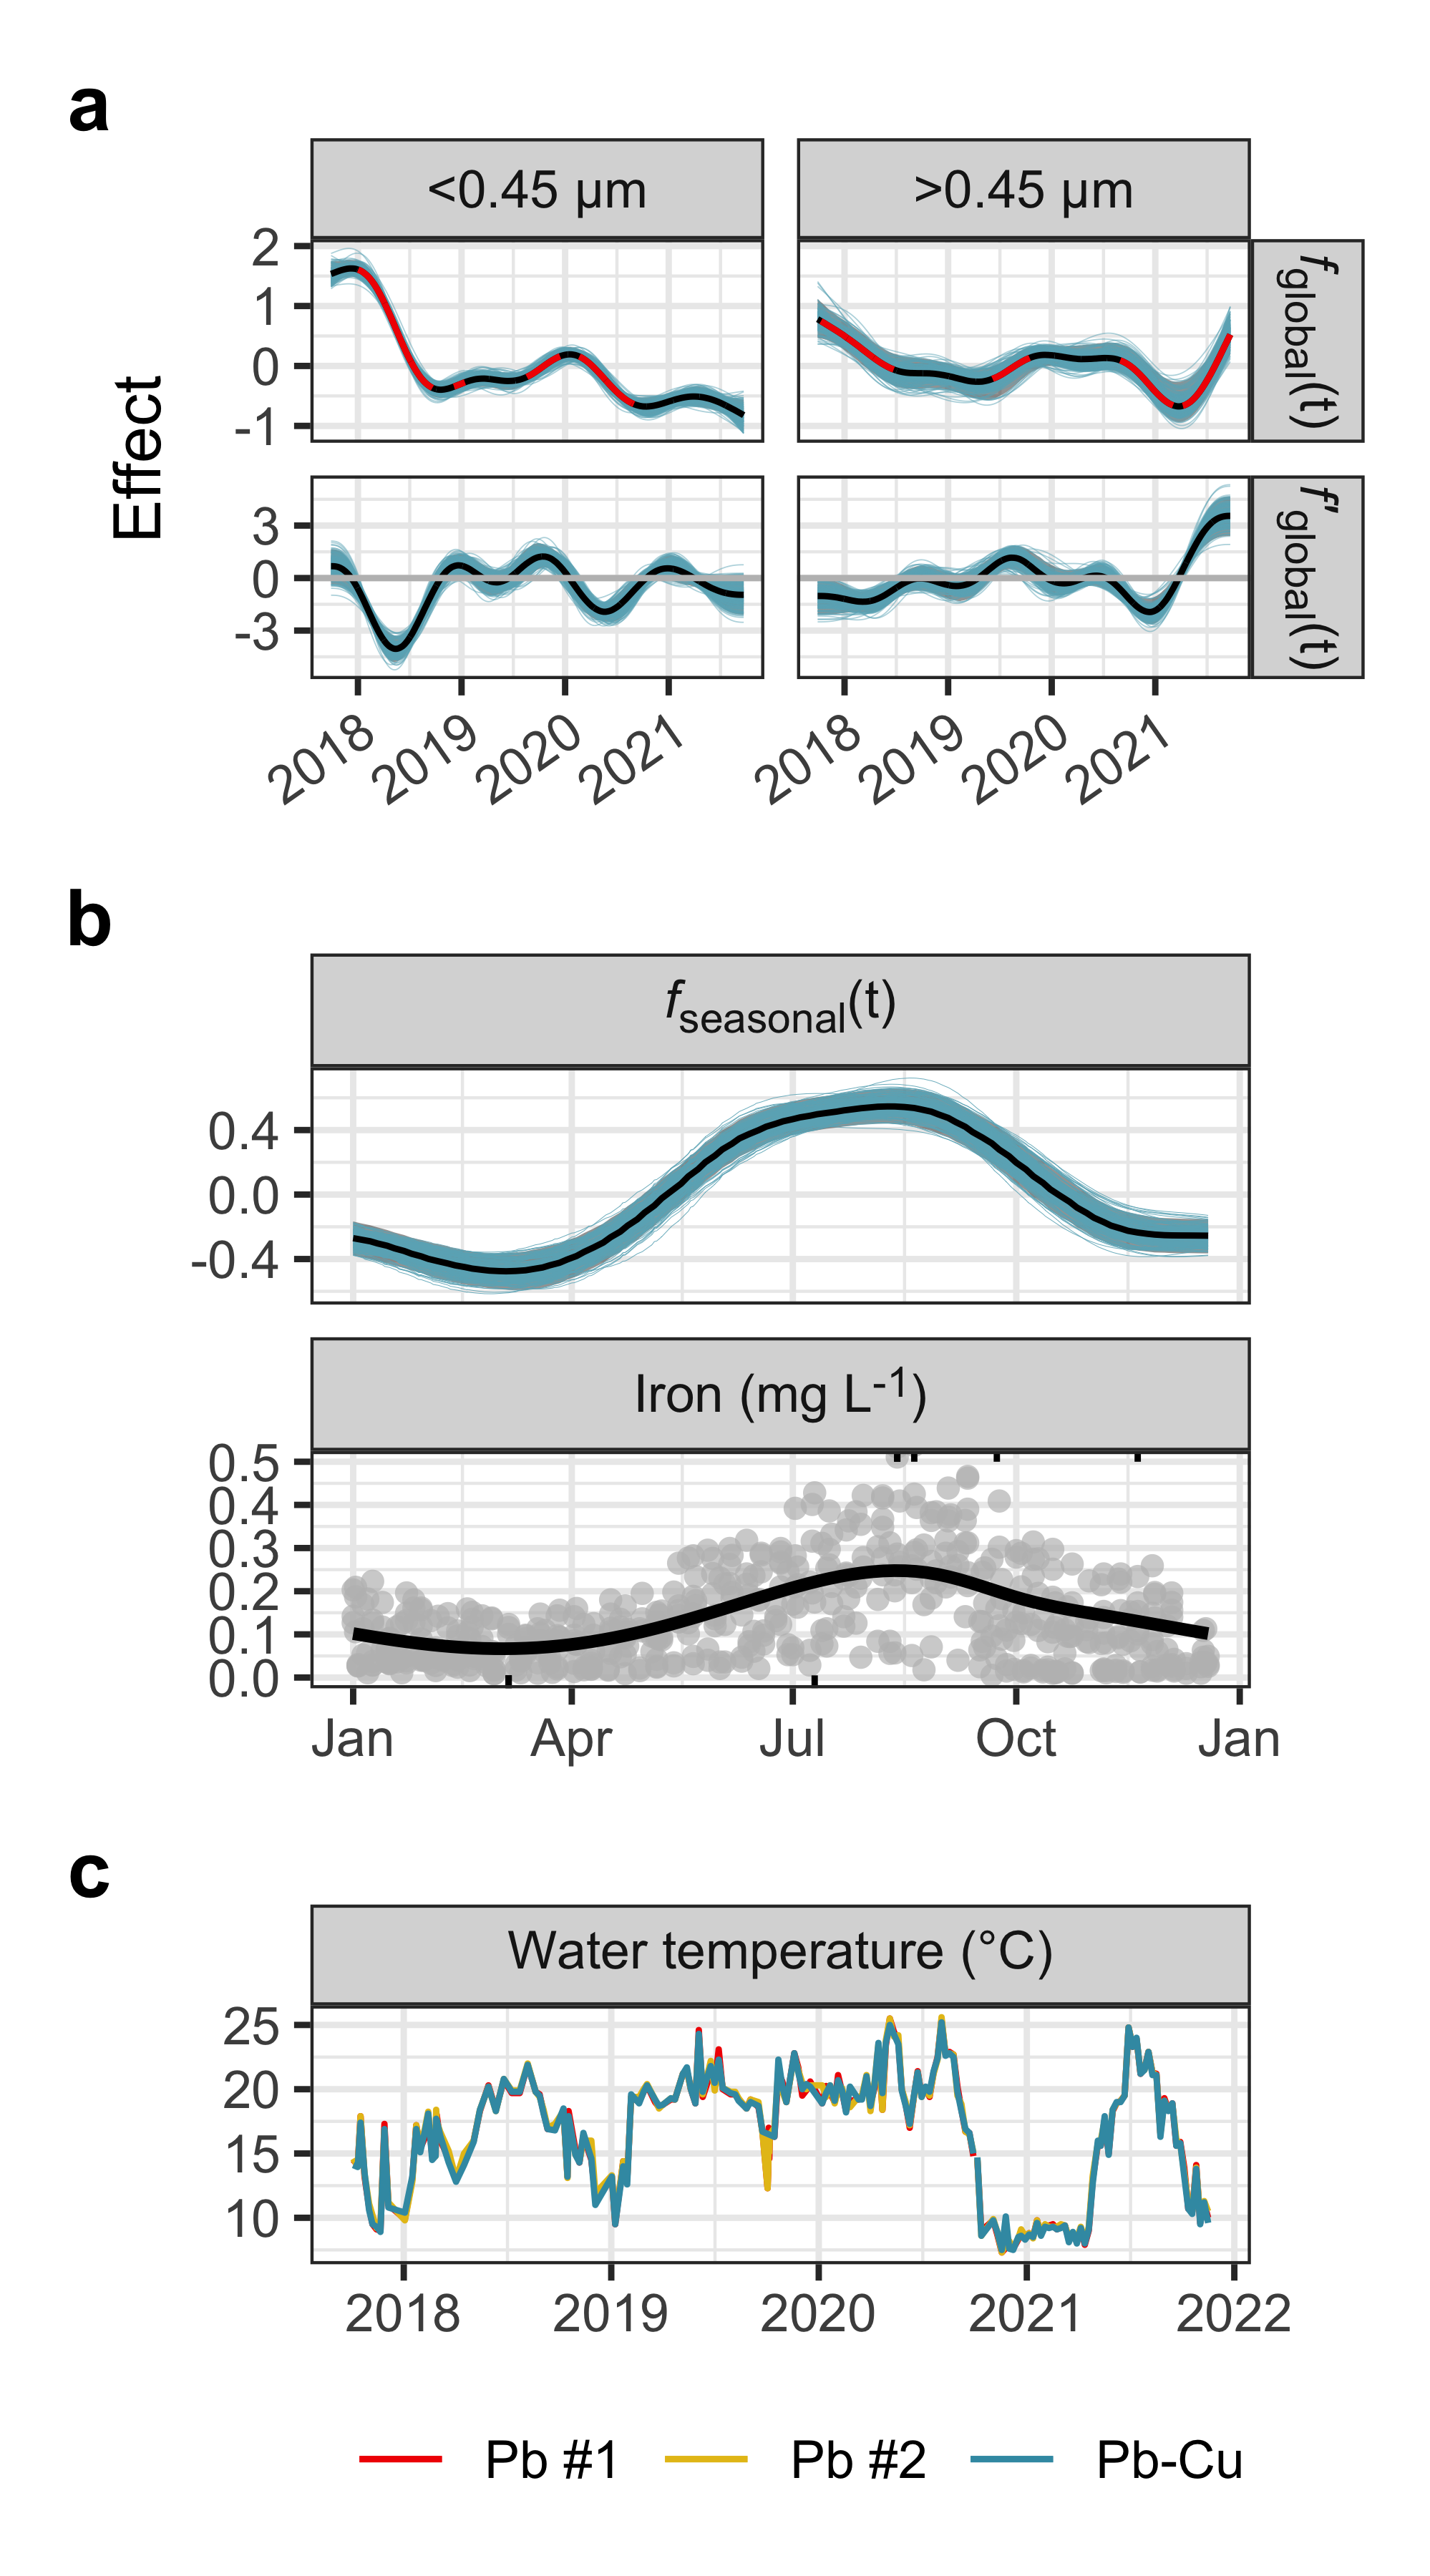 a
<0.45 µm
>0.45 µm
Effect
2
1
0
-1
f global(t)
3
0
-3
f' global(t)
2018
2019
2020
2021
2018
2019
2020
2021
b
f seasonal(t)
0.4
0.0
-0.4
Iron (mg L-1)
0.5
0.4
0.3
0.2
0.1
0.0
Jan
Apr
Jul
Oct
Jan
c
Water temperature (°C)
25
20
15
10
2018
2019
2020
2021
2022
Pb #1
Pb #2
Pb-Cu